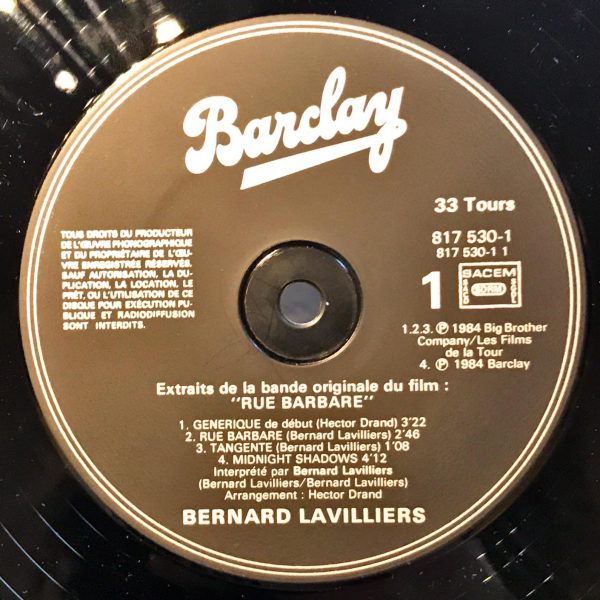 Barclay
33 Tours
817 530-1
817 530-1 1
TOUS DROITS DU PRODUCTEUR
DE L'ŒUVRE PHONOGRAPHIQUE
ET DU PROPRIÉTAIRE DE L'ŒU-
VRE ENREGISTRÉE RÉSERVÉS.
SAUF AUTORISATION, LA DU-
PLICATION, LA LOCATION, LE
PRÊT, OU L'UTILISATION DE CE
DISQUE POUR EXÉCUTION PU-
BLIQUE ET RADIODIFFUSION
SONT INTERDITS.
1
SACEM
SACD
SDRM
SGDL
1.2.3. Ⓟ 1984 Big Brother
Company/Les Films
de la Tour
4. Ⓟ 1984 Barclay
Extraits de la bande originale du film :
"RUE BARBARE"
1. GENERIQUE de début (Hector Drand) 3'22
2. RUE BARBARE (Bernard Lavilliers) 2'46
3. TANGENTE (Bernard Lavilliers) 1'08
4. MIDNIGHT SHADOWS 4'12
Interprété par Bernard Lavilliers
(Bernard Lavilliers/Bernard Lavilliers)
Arrangement : Hector Drand
BERNARD LAVILLIERS